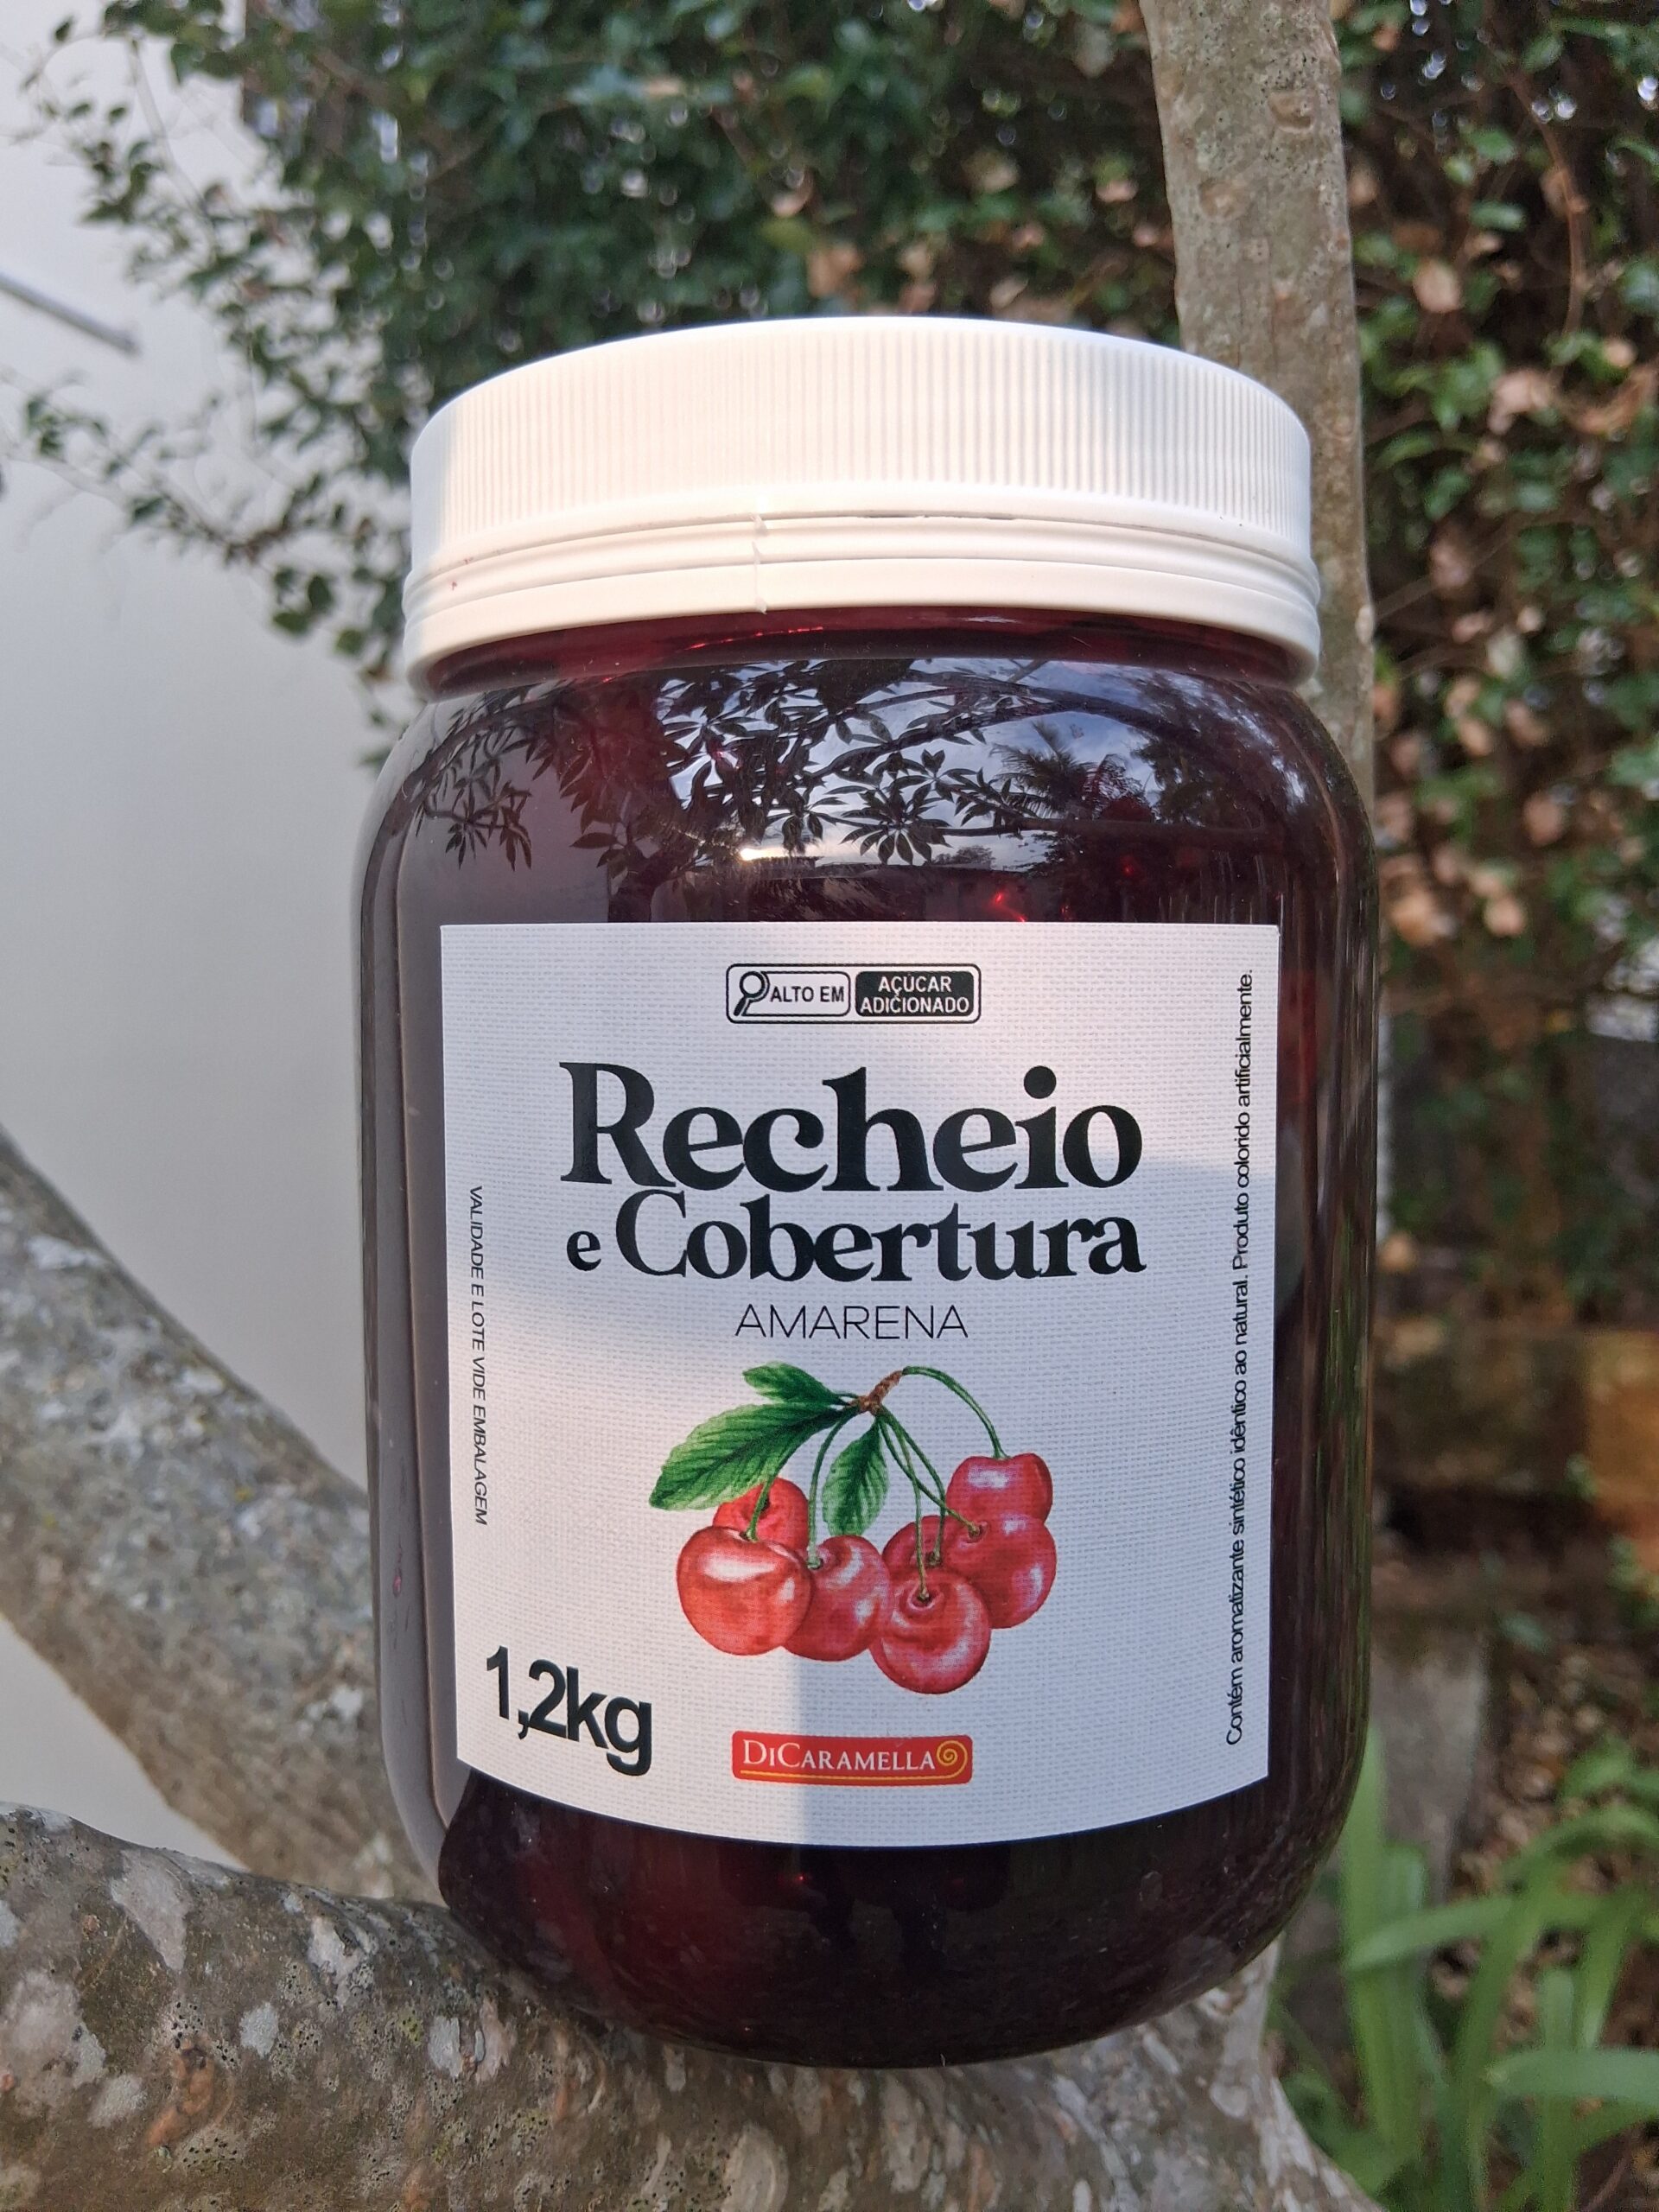 ALTO EM
AÇÚCAR
ADICIONADO
Recheio
e Cobertura
AMARENA
VALIDADE E LOTE VIDE EMBALAGEM
Contém aromatizante sintético idêntico ao natural. Produto colorido artificialmente.
1,2kg
DICARAMELLA